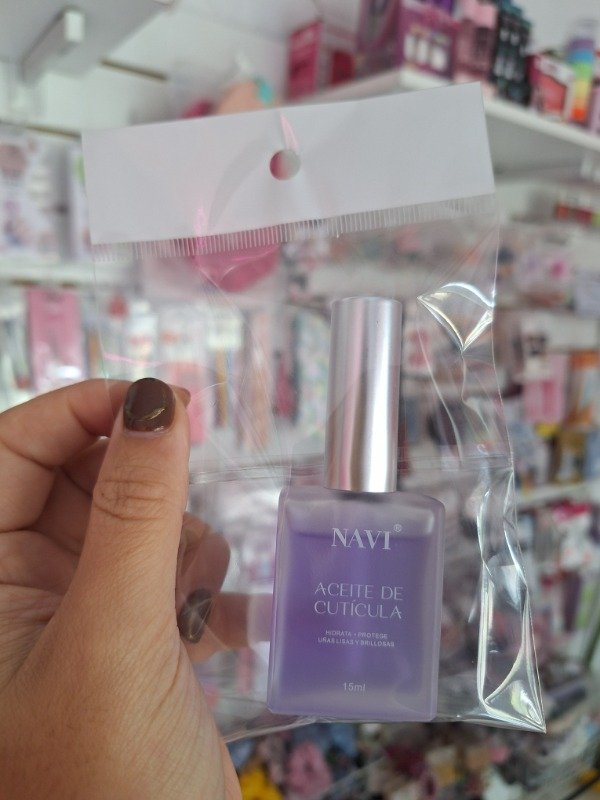 NAVI®
ACEITE DE
CUTÍCULA
HIDRATA • PROTEGE
UÑAS LISAS Y BRILLOSAS
15ml